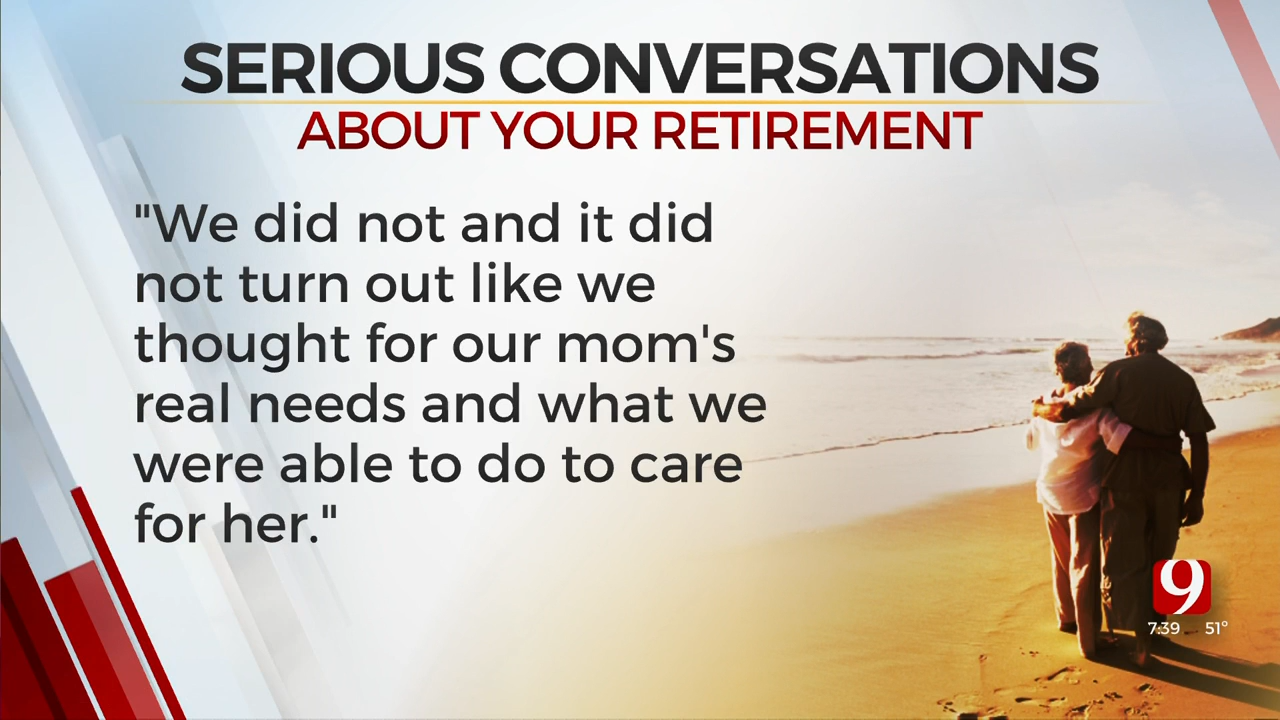 SERIOUS CONVERSATIONS
ABOUT YOUR RETIREMENT
"We did not and it did
not turn out like we
thought for our mom's
real needs and what we
were able to do to care
for her."
9
7:39 51°